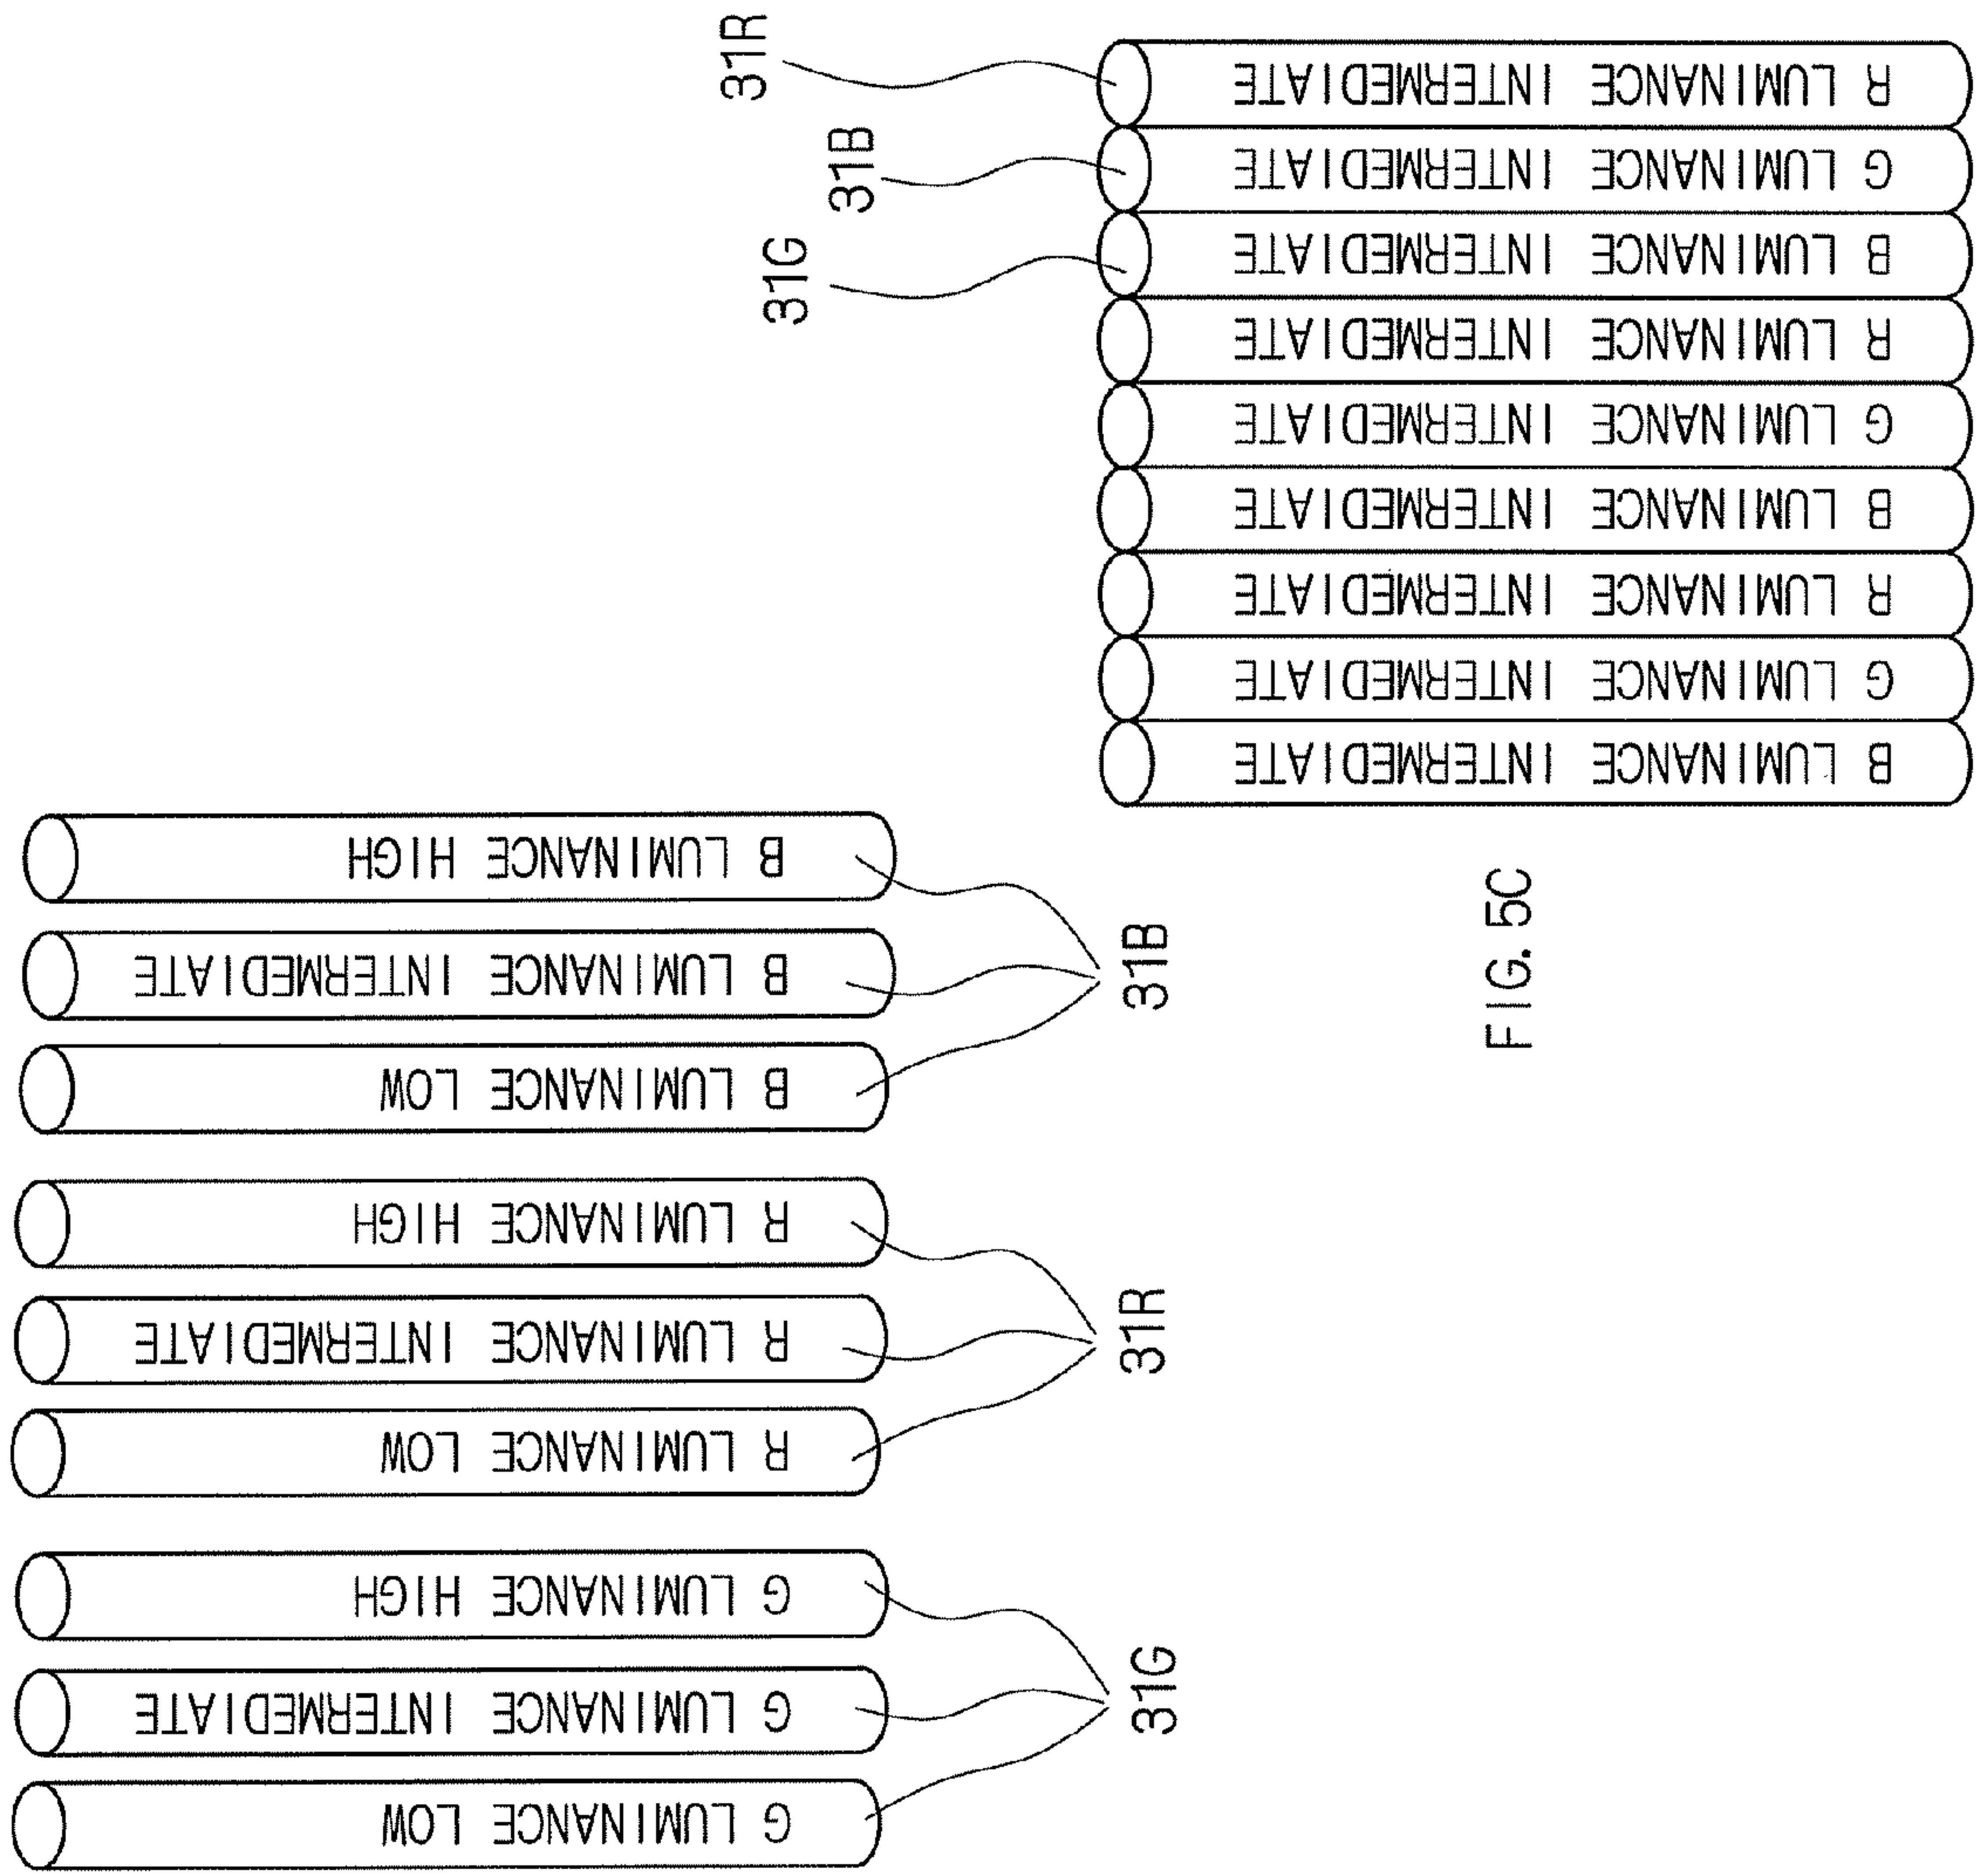 31R
31B
31G
R LUMINANCE INTERMEDIATE
G LUMINANCE INTERMEDIATE
B LUMINANCE INTERMEDIATE
R LUMINANCE INTERMEDIATE
G LUMINANCE INTERMEDIATE
B LUMINANCE INTERMEDIATE
R LUMINANCE INTERMEDIATE
G LUMINANCE INTERMEDIATE
B LUMINANCE INTERMEDIATE
B LUMINANCE HIGH
B LUMINANCE INTERMEDIATE
B LUMINANCE LOW
31B
R LUMINANCE HIGH
R LUMINANCE INTERMEDIATE
R LUMINANCE LOW
31R
G LUMINANCE HIGH
G LUMINANCE INTERMEDIATE
G LUMINANCE LOW
31G
FIG. 5C